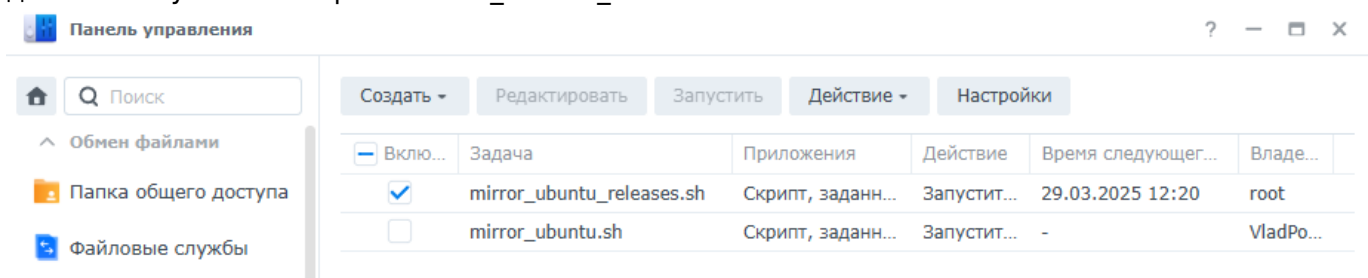 Панель управления
?
Поиск
Создать
Редактировать
Запустить
Действие
Настройки
Обмен файлами
Вклю... Задача Приложения Действие Время следующег... Владе...
Папка общего доступа
mirror_ubuntu_releases.sh Скрипт, заданн... Запустит... 29.03.2025 12:20 root
mirror_ubuntu.sh Скрипт, заданн... Запустит... - VladPo...
Файловые службы